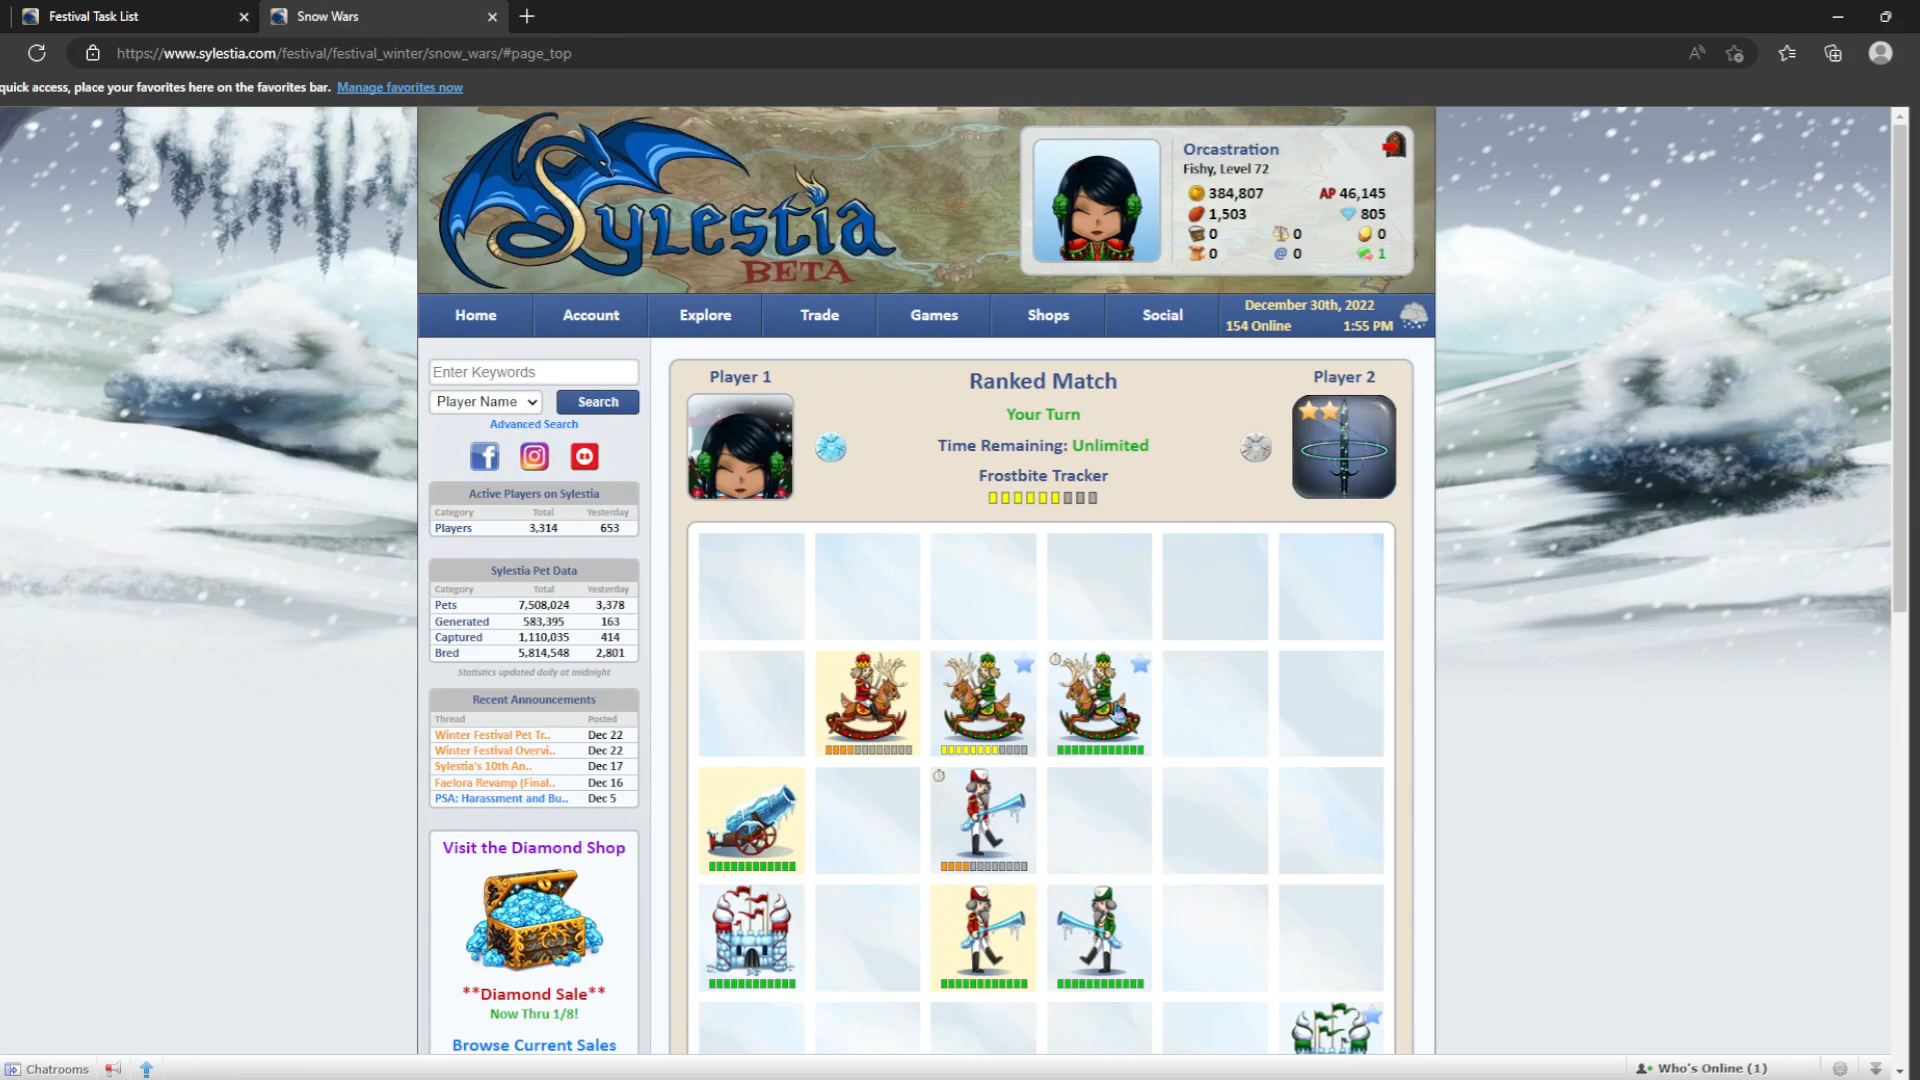 Festival Task List
Snow Wars
https://www.sylestia.com/festival/festival_winter/snow_wars/#page_top
quick access, place your favorites here on the favorites bar. Manage favorites now
Sylestia
BETA
Orcastration
Fishy, Level 72
384,807 AP 46,145
1,503 805
0 0 0
0 @ 0 1
Home Account Explore Trade Games Shops Social
December 30th, 2022
154 Online 1:55 PM
Enter Keywords
Player Name Search
Advanced Search
Active Players on Sylestia
Category Total Yesterday
Players 3,314 653
Sylestia Pet Data
Category Total Yesterday
Pets 7,508,024 3,378
Generated 583,395 163
Captured 1,110,035 414
Bred 5,814,548 2,801
Statistics updated daily at midnight
Recent Announcements
Thread Posted
Winter Festival Pet Tr.. Dec 22
Winter Festival Overvi.. Dec 22
Sylestia's 10th An.. Dec 17
Faelora Revamp (Final.. Dec 16
PSA: Harassment and Bu.. Dec 5
Visit the Diamond Shop
**Diamond Sale**
Now Thru 1/8!
Browse Current Sales
Player 1
Ranked Match
Player 2
Your Turn
Time Remaining: Unlimited
Frostbite Tracker
Chatrooms
Who's Online (1)